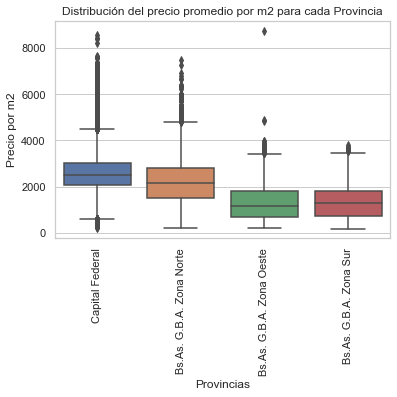 Distribución del precio promedio por m2 para cada Provincia
Precio por m2
8000
6000
4000
2000
0
Capital Federal
Bs.As. G.B.A. Zona Norte
Bs.As. G.B.A. Zona Oeste
Bs.As. G.B.A. Zona Sur
Provincias